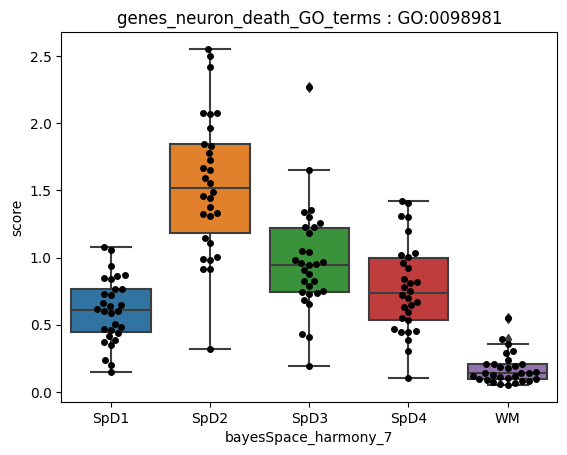 genes_neuron_death_GO_terms : GO:0098981
score
2.5
2.0
1.5
1.0
0.5
0.0
SpD1 SpD2 SpD3 SpD4 WM
bayesSpace_harmony_7